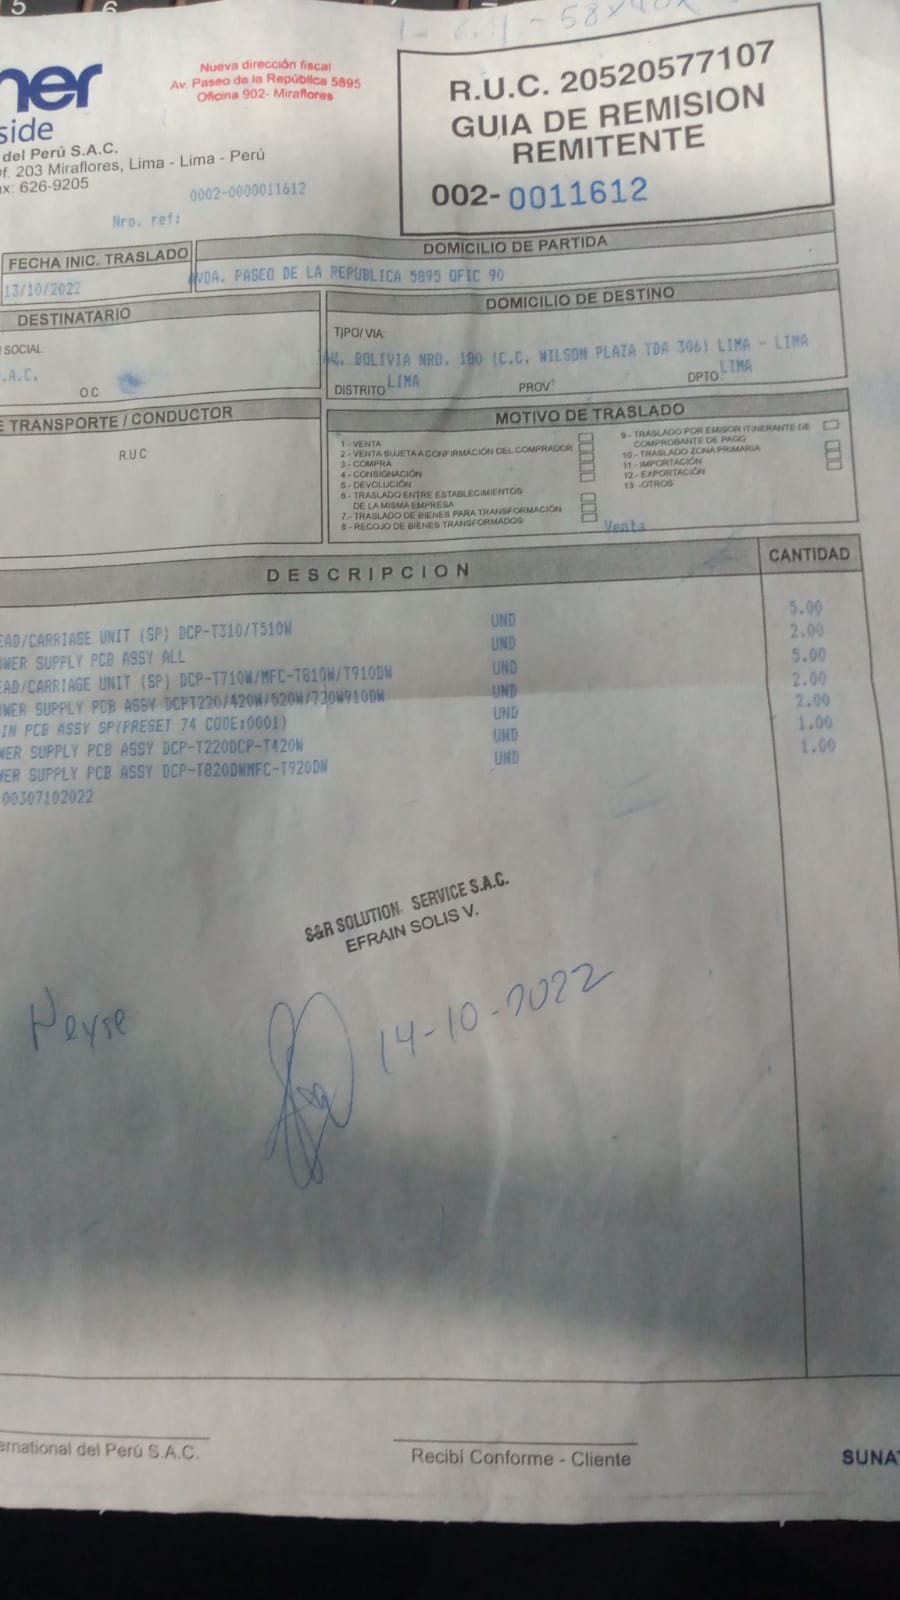 5 6
ner
side
Nueva dirección fiscal
Av. Paseo de la República 5895
Oficina 902- Miraflores
del Perú S.A.C.
of. 203 Miraflores, Lima - Lima - Perú
ax: 626-9205
0002-0000011612
Nro. ref:
R.U.C. 20520577107
GUIA DE REMISION
REMITENTE
002- 0011612
FECHA INIC. TRASLADO
13/10/2022
DOMICILIO DE PARTIDA
AVDA. PASEO DE LA REPUBLICA 5895 OFIC 90
DESTINATARIO
SOCIAL
.A.C.
O C
DOMICILIO DE DESTINO
TIPO/ VIA
AV. BOLIVIA NRO. 180 (C.C. WILSON PLAZA TDA 306) LIMA - LIMA
DISTRITO LIMA PROV. DPTO. LIMA
E TRANSPORTE / CONDUCTOR
R.U.C
MOTIVO DE TRASLADO
1 - VENTA
2 - VENTA SUJETA A CONFIRMACIÓN DEL COMPRADOR
3 - COMPRA
4 - CONSIGNACIÓN
5 - DEVOLUCIÓN
6 - TRASLADO ENTRE ESTABLECIMIENTOS
DE LA MISMA EMPRESA
7.- TRASLADO DE BIENES PARA TRANSFORMACIÓN
8 - RECOJO DE BIENES TRANSFORMADOS
9 - TRASLADO POR EMISOR ITINERANTE DE
COMPROBANTE DE PAGO
10 - TRASLADO ZONA PRIMARIA
11 - IMPORTACIÓN
12 - EXPORTACIÓN
13 -OTROS
Venta
DESCRIPCION CANTIDAD
EAD/CARRIAGE UNIT (SP) DCP-T310/T510W UND 5.00
OWER SUPPLY PCB ASSY ALL UND 2.00
EAD/CARRIAGE UNIT (SP) DCP-T710W/MFC-T810W/T910DW UND 5.00
OWER SUPPLY PCB ASSY DCPT220/420W/520W/720W910DW UND 2.00
IN PCB ASSY SP(PRESET 74 CODE:0001) UND 2.00
WER SUPPLY PCB ASSY DCP-T220DCP-T420W UND 1.00
WER SUPPLY PCB ASSY DCP-T820DWMFC-T920DW UND 1.00
00307102022
S&R SOLUTION SERVICE S.A.C.
EFRAIN SOLIS V.
14-10-2022
ernational del Perú S.A.C.
Recibí Conforme - Cliente
SUNAT